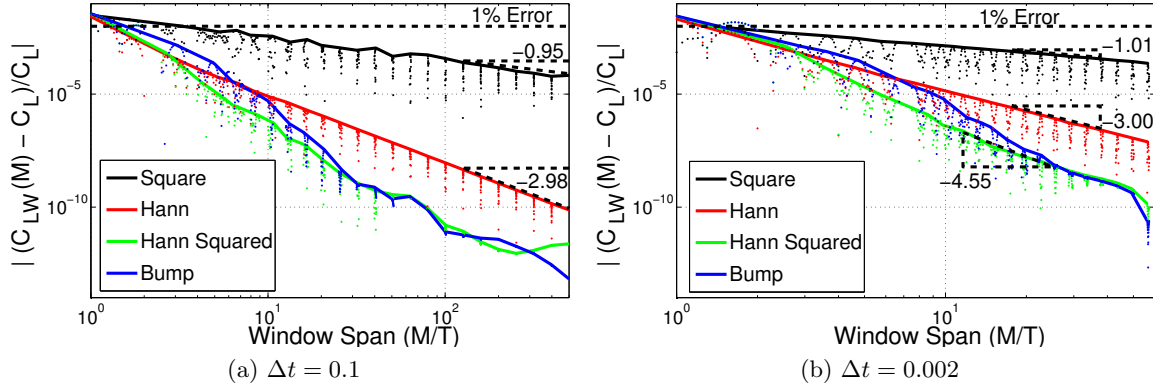 | (C_LW(M) − C_L)/C_L|
1% Error
−0.95
−2.98
10^−5
10^−10
Square
Hann
Hann Squared
Bump
10^0
10^1
10^2
Window Span (M/T)
(a) Δt = 0.1
| (C_LW(M) − C_L)/C_L |
1% Error
−1.01
−3.00
−4.55
10^−5
10^−10
Square
Hann
Hann Squared
Bump
10^0
10^1
Window Span (M/T)
(b) Δt = 0.002